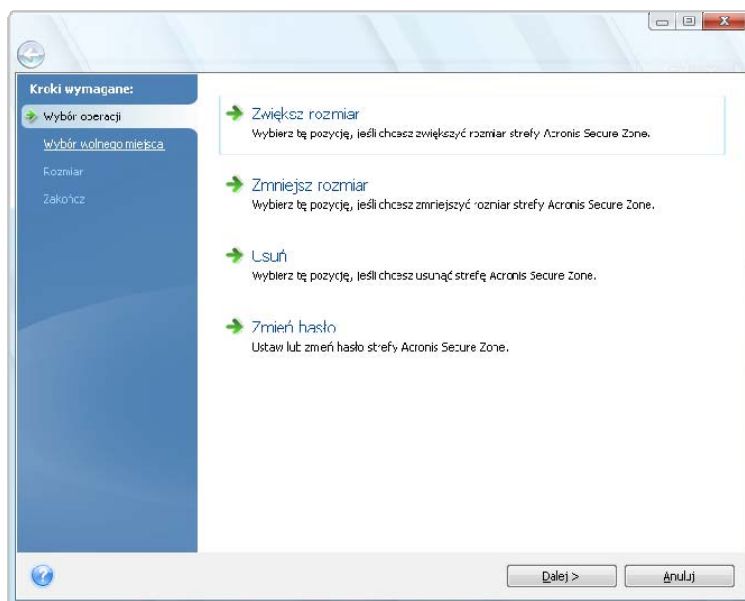 Kroki wymagane:
Wybór operacji
Wybór wolnego miejsca
Rozmiar
Zakończ
Zwiększ rozmiar
Wybierz tę pozycję, jeśli chcesz zwiększyć rozmiar strefy Acronis Secure Zone.
Zmniejsz rozmiar
Wybierz tę pozycję, jeśli chcesz zmniejszyć rozmiar strefy Acronis Secure Zone.
Usuń
Wybierz tę pozycję, jeśli chcesz usunąć strefę Acronis Secure Zone.
Zmień hasło
Ustaw lub zmień hasło strefy Acronis Secure Zone.
Dalej >
Anuluj